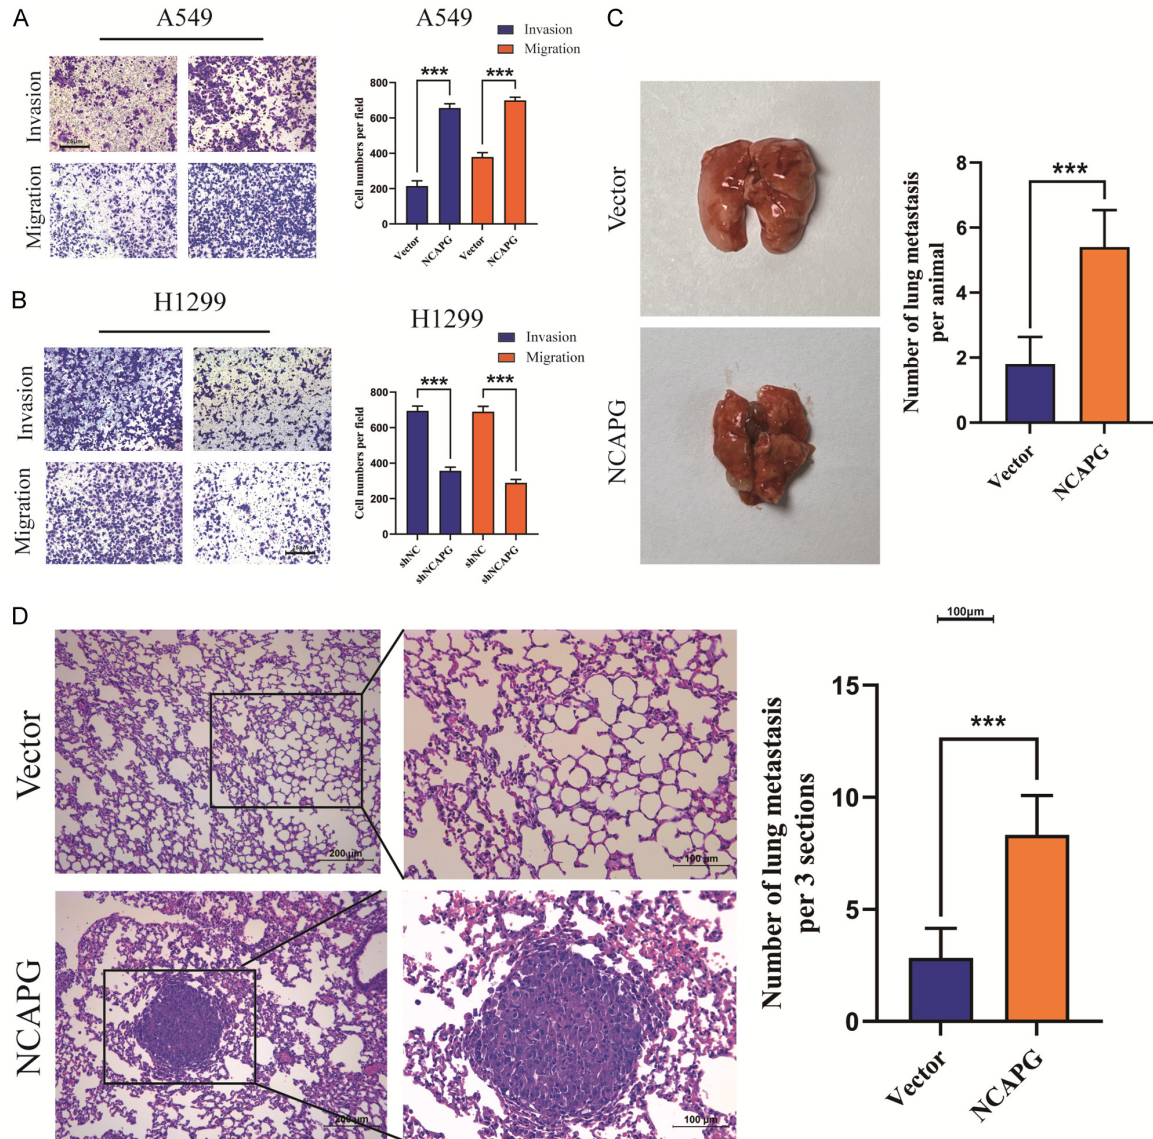 A
A549
Invasion
Migration
25μm
A549
Invasion
Migration
***
***
Cell numbers per field
800
600
400
200
0
Vector
NCAPG
Vector
NCAPG
B
H1299
Invasion
Migration
25μm
H1299
Invasion
Migration
***
***
Cell numbers per field
800
600
400
200
0
shNC
shNCAPG
shNC
shNCAPG
C
Vector
NCAPG
Number of lung metastasis
per animal
8
6
4
2
0
***
Vector
NCAPG
D
Vector
200 μm
100 μm
NCAPG
200 μm
100 μm
100μm
Number of lung metastasis
per 3 sections
15
10
5
0
***
Vector
NCAPG